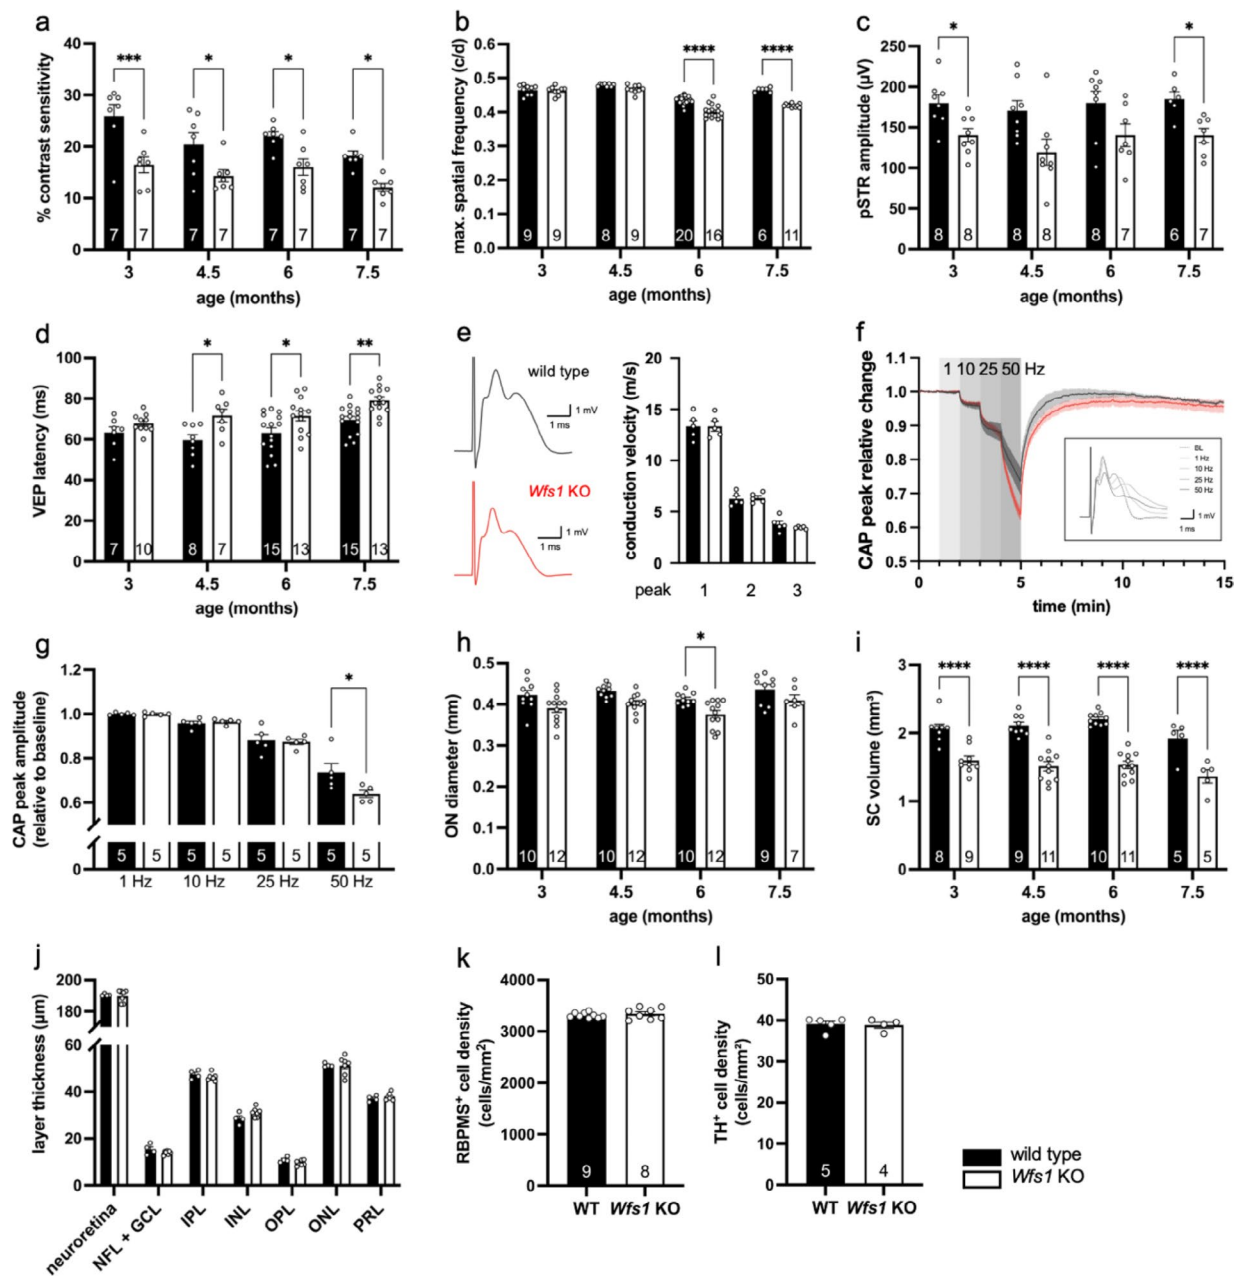 a
% contrast sensitivity
40
30
20
10
0
*** * * *
7 7 7 7 7 7 7 7
3 4.5 6 7.5
age (months)
b
max. spatial frequency (c/d)
0.6
0.5
0.4
0.3
0.2
0.1
0.0
**** ****
9 9 8 9 20 16 6 11
3 4.5 6 7.5
age (months)
c
pSTR amplitude (µV)
250
200
150
100
50
0
* *
8 8 8 8 8 7 6 7
3 4.5 6 7.5
age (months)
d
VEP latency (ms)
100
80
60
40
20
0
* * **
7 10 8 7 15 13 15 13
3 4.5 6 7.5
age (months)
e
wild type
1 mV
1 ms
Wfs1 KO
1 mV
1 ms
conduction velocity (m/s)
20
15
10
5
0
peak 1 2 3
f
CAP peak relative change
1.1
1.0
0.9
0.8
0.7
0.6
0.5
1 10 25 50 Hz
BL
1 Hz
10 Hz
25 Hz
50 Hz
1 mV
1 ms
0 5 10 15
time (min)
g
CAP peak amplitude
(relative to baseline)
1.2
1.0
0.8
0.6
0
*
5 5 5 5 5 5 5 5
1 Hz 10 Hz 25 Hz 50 Hz
h
ON diameter (mm)
0.5
0.4
0.3
0.2
0.1
0.0
*
10 12 10 12 10 12 9 7
3 4.5 6 7.5
age (months)
i
SC volume (mm³)
3
2
1
0
**** **** **** ****
8 9 9 11 10 11 5 5
3 4.5 6 7.5
age (months)
j
layer thickness (µm)
200
180
60
40
20
0
neuroretina
NFL + GCL
IPL
INL
OPL
ONL
PRL
k
RBPMS⁺ cell density
(cells/mm²)
4000
3000
2000
1000
0
9 8
WT Wfs1 KO
l
TH⁺ cell density
(cells/mm²)
50
40
30
20
10
0
5 4
WT Wfs1 KO
wild type
Wfs1 KO